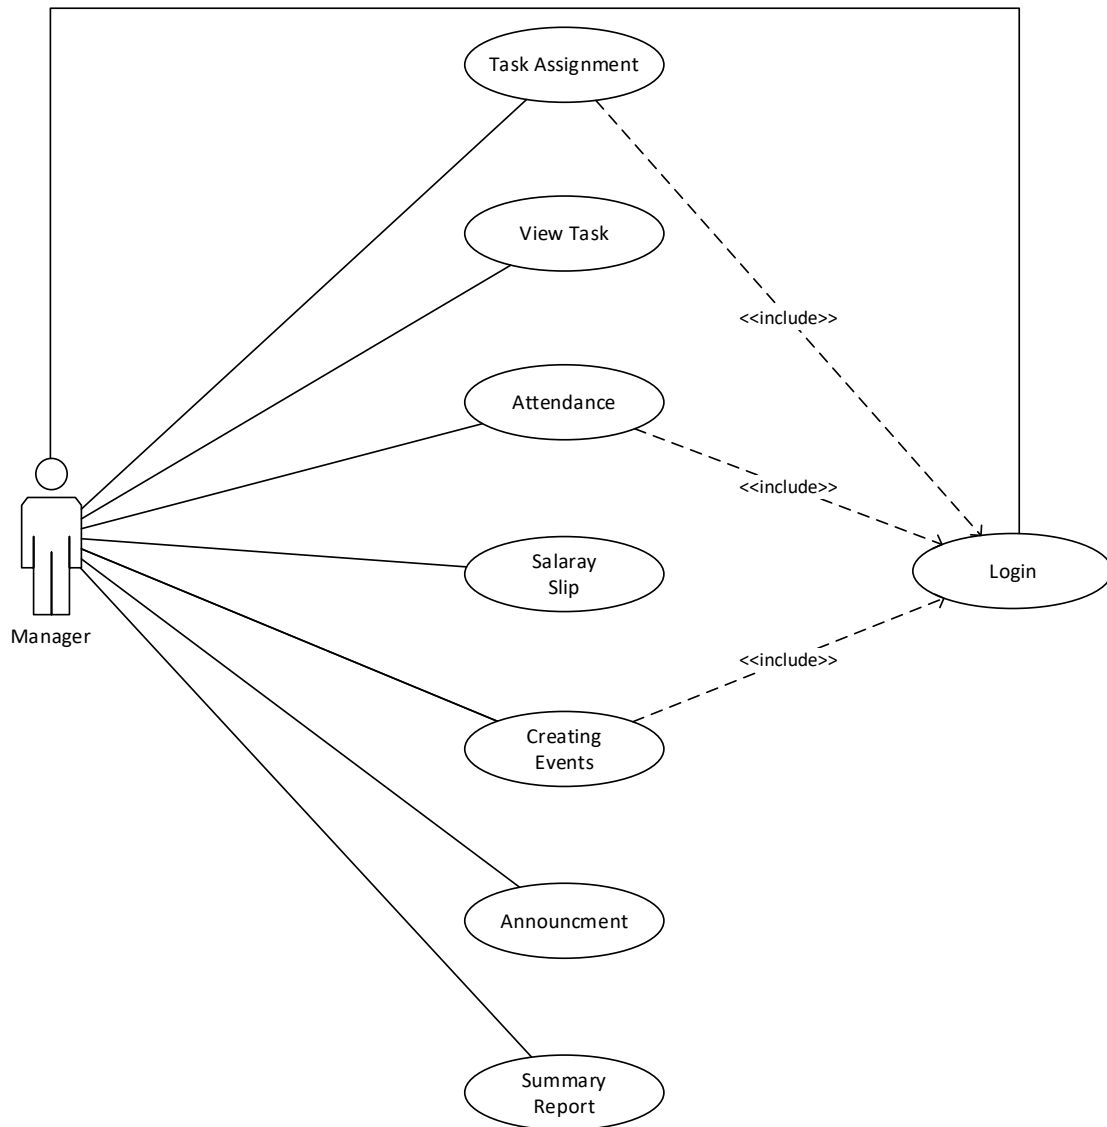 Task Assignment
View Task
<<include>>
Attendance
<<include>>
Salaray
Slip
Login
Manager
<<include>>
Creating
Events
Announcment
Summary
Report